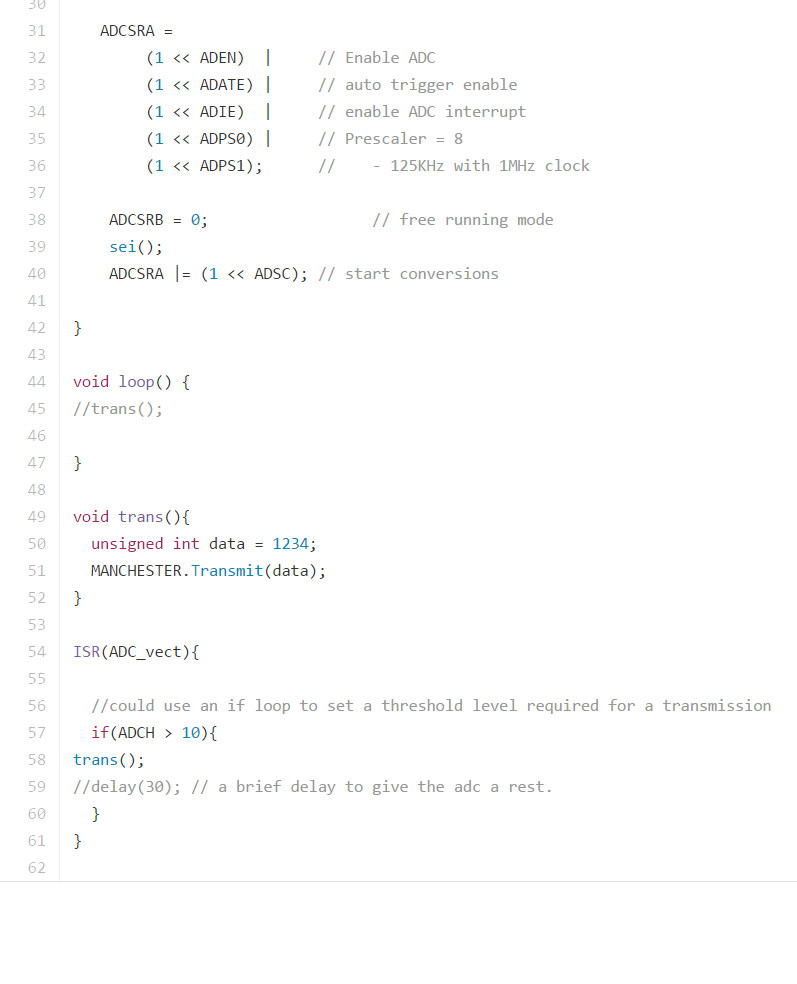 30
31 ADCSRA =
32 (1 << ADEN) | // Enable ADC
33 (1 << ADATE) | // auto trigger enable
34 (1 << ADIE) | // enable ADC interrupt
35 (1 << ADPS0) | // Prescaler = 8
36 (1 << ADPS1); // - 125KHz with 1MHz clock
37
38 ADCSRB = 0; // free running mode
39 sei();
40 ADCSRA |= (1 << ADSC); // start conversions
41
42 }
43
44 void loop() {
45 //trans();
46
47 }
48
49 void trans(){
50 unsigned int data = 1234;
51 MANCHESTER.Transmit(data);
52 }
53
54 ISR(ADC_vect){
55
56 //could use an if loop to set a threshold level required for a transmission
57 if(ADCH > 10){
58 trans();
59 //delay(30); // a brief delay to give the adc a rest.
60 }
61 }
62